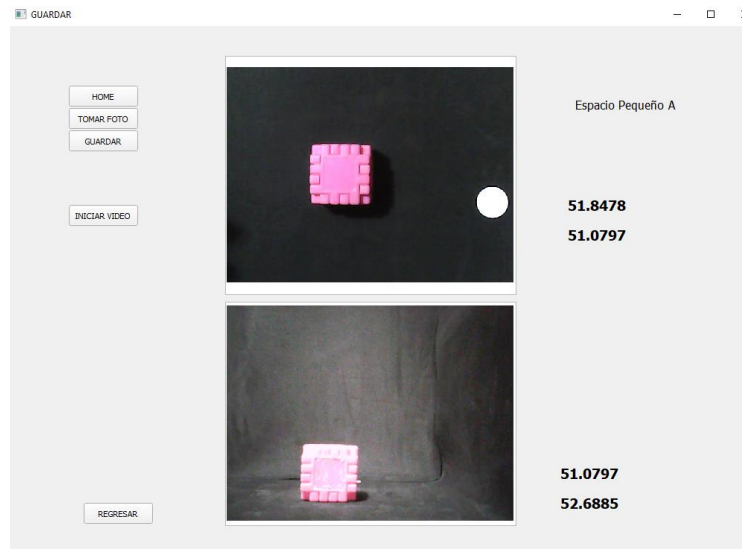 GUARDAR
HOME
TOMAR FOTO
GUARDAR
INICIAR VIDEO
REGRESAR
Espacio Pequeño A
51.8478
51.0797
51.0797
52.6885